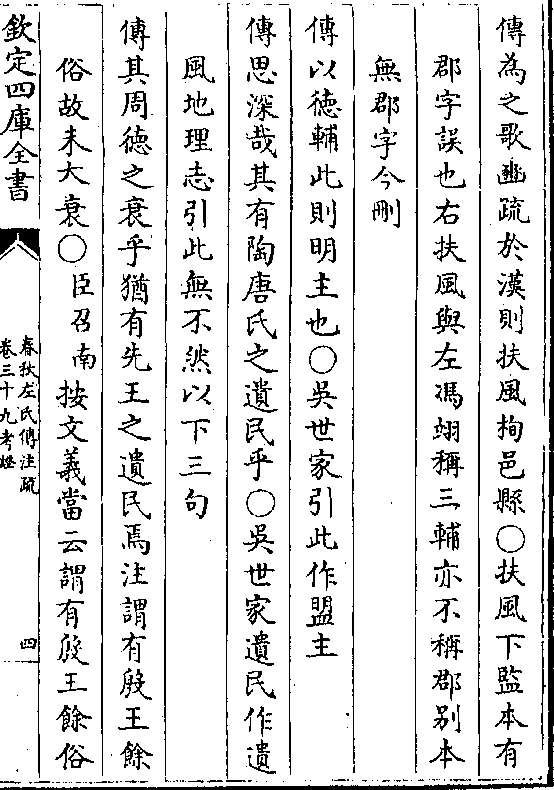 傳為之歌豳疏於漢則扶風栒邑縣○扶風下監本有
郡字誤也右扶風與左馮翊稱三輔亦不稱郡别本
無郡字今刪
傳以德輔此則明主也○吳世家引此作盟主
傳思深哉其有陶唐氏之遺民乎○吳世家遺民作遺
風地理志引此無不然以下三句
傳其周德之衰乎猶有先王之遺民焉注謂有殷王餘
俗故未大衰○臣召南按文義當云謂有殷王餘俗
欽定四庫全書
春秋左氏傳注疏
卷三十九考證
四